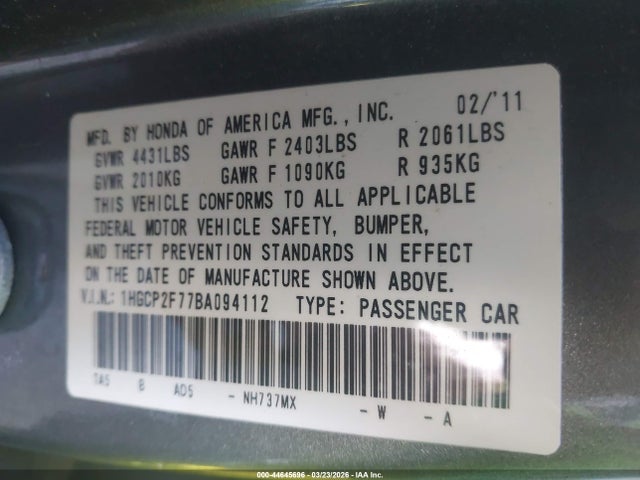 MFD. BY HONDA OF AMERICA MFG., INC. 02/'11
GVWR 4431LBS GAWR F 2403LBS R 2061LBS
GVWR 2010KG GAWR F 1090KG R 935KG
THIS VEHICLE CONFORMS TO ALL APPLICABLE
FEDERAL MOTOR VEHICLE SAFETY, BUMPER,
AND THEFT PREVENTION STANDARDS IN EFFECT
ON THE DATE OF MANUFACTURE SHOWN ABOVE.
V.I.N.: 1HGCP2F77BA094112 TYPE: PASSENGER CAR
TA5 B AD5 - NH737MX - W - A
000-44645696 | 03/23/2026 | IAA Inc.